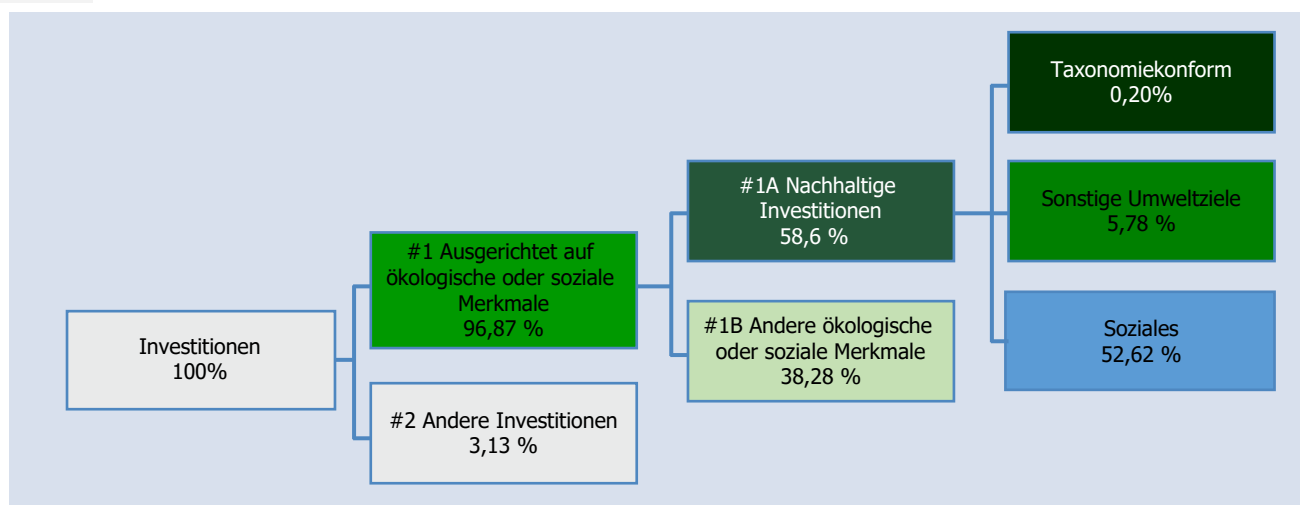 Investitionen
100%
#1 Ausgerichtet auf
ökologische oder soziale
Merkmale
96,87 %
#2 Andere Investitionen
3,13 %
#1A Nachhaltige
Investitionen
58,6 %
#1B Andere ökologische
oder soziale Merkmale
38,28 %
Taxonomiekonform
0,20%
Sonstige Umweltziele
5,78 %
Soziales
52,62 %